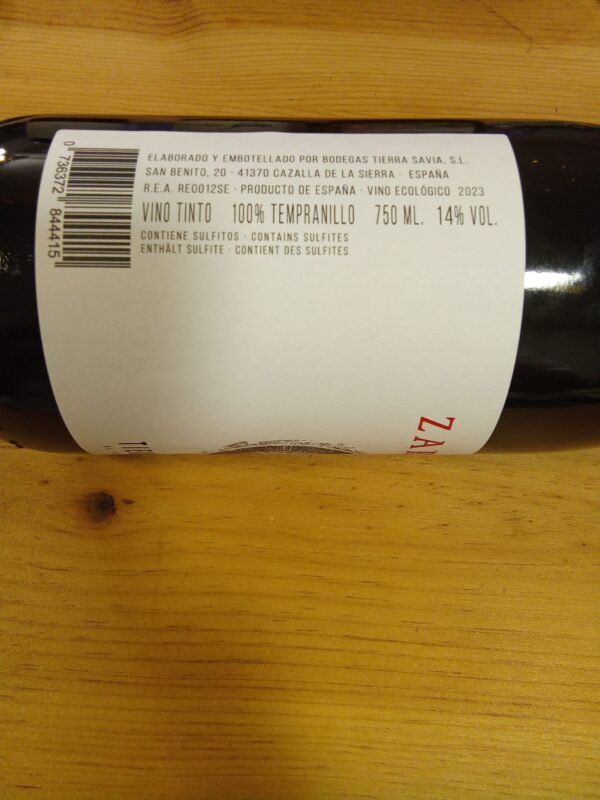 ELABORADO Y EMBOTELLADO POR BODEGAS TIERRA SAVIA, S.L.
SAN BENITO, 20 · 41370 CAZALLA DE LA SIERRA · ESPAÑA
R.E.A. RE0012SE · PRODUCTO DE ESPAÑA · VINO ECOLÓGICO 2023
VINO TINTO 100% TEMPRANILLO 750 ML. 14% VOL.
CONTIENE SULFITOS · CONTAINS SULFITES
ENTHÄLT SULFITE · CONTIENT DES SULFITES
0 736372 844415